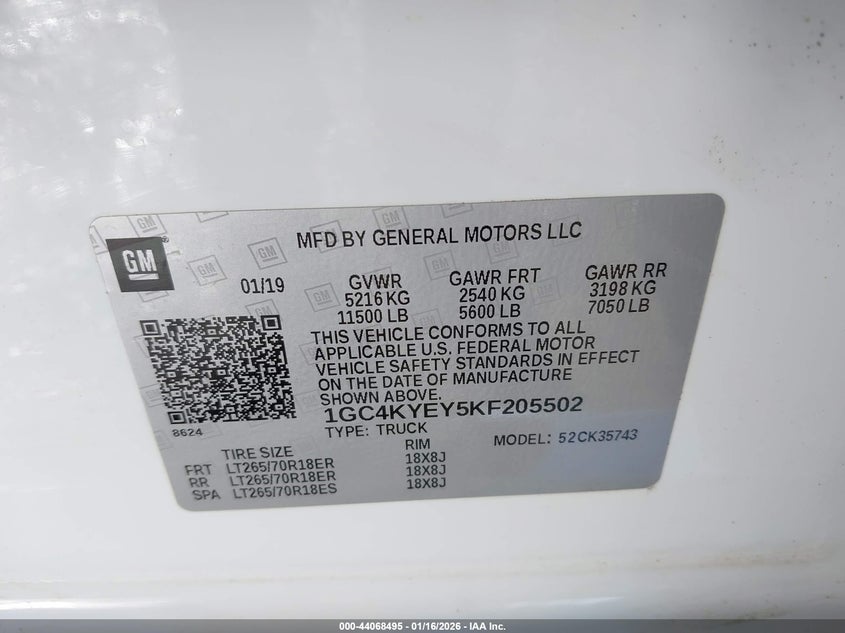 GM
MFD BY GENERAL MOTORS LLC
01/19
GVWR
5216 KG
11500 LB
GAWR FRT
2540 KG
5600 LB
GAWR RR
3198 KG
7050 LB
THIS VEHICLE CONFORMS TO ALL
APPLICABLE U.S. FEDERAL MOTOR
VEHICLE SAFETY STANDARDS IN EFFECT
ON THE DATE OF MANUFACTURE
SHOWN ABOVE.
1GC4KYEY5KF205502
8624
TYPE: TRUCK
MODEL: 52CK35743
TIRE SIZE RIM
FRT LT265/70R18ER 18X8J
RR LT265/70R18ER 18X8J
SPA LT265/70R18ES 18X8J
000-44068495 - 01/16/2026 - IAA Inc.